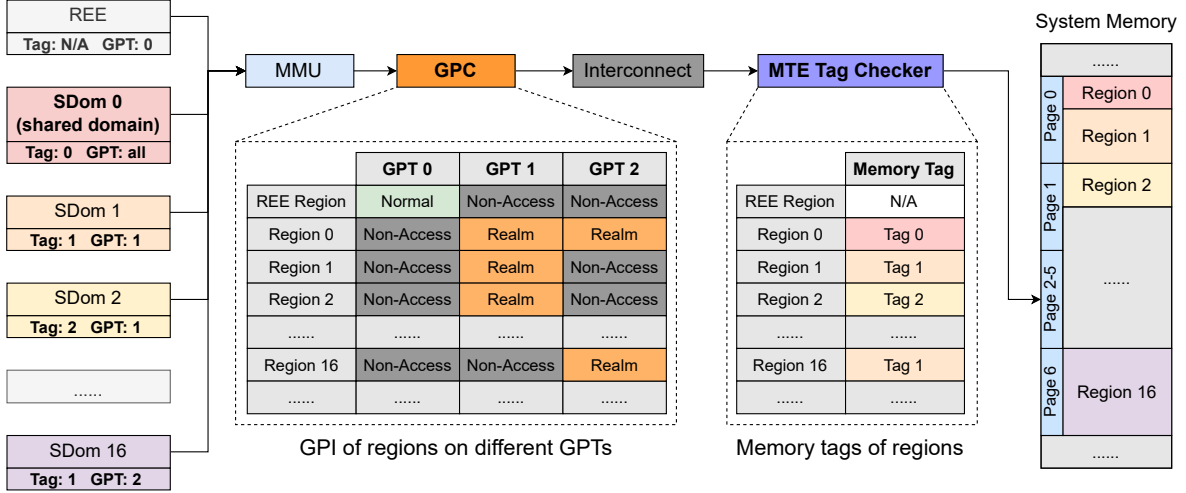 REE
Tag: N/A GPT: 0
SDom 0
(shared domain)
Tag: 0 GPT: all
SDom 1
Tag: 1 GPT: 1
SDom 2
Tag: 2 GPT: 1
......
SDom 16
Tag: 1 GPT: 2
MMU
GPC
Interconnect
MTE Tag Checker
GPT 0 GPT 1 GPT 2
REE Region Normal Non-Access Non-Access
Region 0 Non-Access Realm Realm
Region 1 Non-Access Realm Non-Access
Region 2 Non-Access Realm Non-Access
...... ...... ...... ......
Region 16 Non-Access Non-Access Realm
...... ...... ...... ......
GPI of regions on different GPTs
Memory Tag
REE Region N/A
Region 0 Tag 0
Region 1 Tag 1
Region 2 Tag 2
...... ......
Region 16 Tag 1
...... ......
Memory tags of regions
System Memory
......
Page 0
Region 0
Region 1
Page 1
Region 2
Page 2-5
......
Page 6
Region 16
......